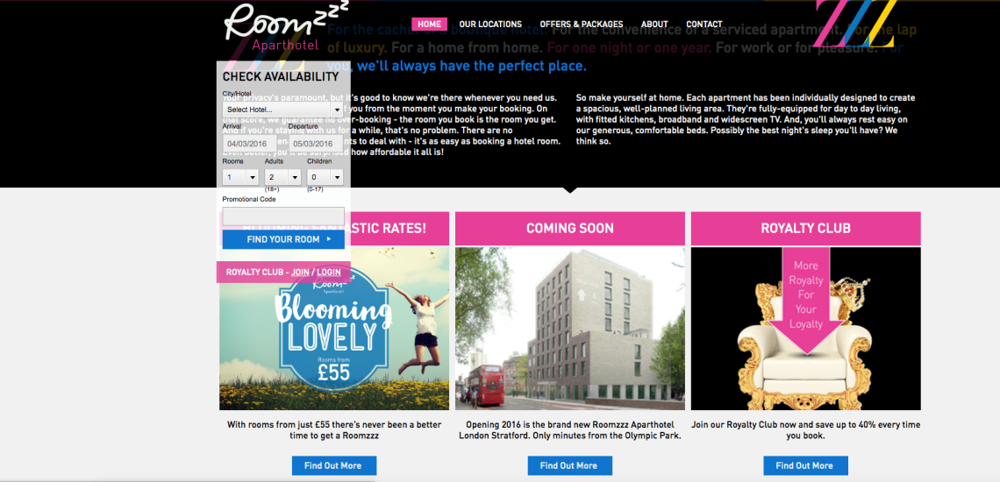 Roomzzz
Aparthotel
HOME
OUR LOCATIONS
OFFERS & PACKAGES
ABOUT
CONTACT
For the cachet boutique hotel. For the convenience of a serviced apartment. For the lap
of luxury. For a home from home. For one night or one year. For work or for pleasure. For
you, we'll always have the perfect place.
CHECK AVAILABILITY
City/Hotel
Select Hotel...
Arrival
Departure
04/03/2016
05/03/2016
Rooms
Adults
Children
1
2
0
(18+)
(0-17)
Promotional Code
FIND YOUR ROOM
ROYALTY CLUB - JOIN / LOGIN
Your privacy's paramount, but it's good to know we're there whenever you need us.
you from the moment you make your booking. On
that score, we guarantee no over-booking - the room you book is the room you get.
And if you're staying with us for a while, that's no problem. There are no
to deal with - it's as easy as booking a hotel room.
Even better, you'll be surprised how affordable it all is!
So make yourself at home. Each apartment has been individually designed to create
a spacious, well-planned living area. They're fully-equipped for day to day living,
with fitted kitchens, broadband and widescreen TV. And, you'll always rest easy on
our generous, comfortable beds. Possibly the best night's sleep you'll have? We
think so.
RATES!
Roomzzz
Aparthotel
Blooming
LOVELY
Rooms from
£55
With rooms from just £55 there's never been a better
time to get a Roomzzz
Find Out More
COMING SOON
Opening 2016 is the brand new Roomzzz Aparthotel
London Stratford. Only minutes from the Olympic Park.
Find Out More
ROYALTY CLUB
More
Royalty
For
Your
Loyalty
Join our Royalty Club now and save up to 40% every time
you book.
Find Out More